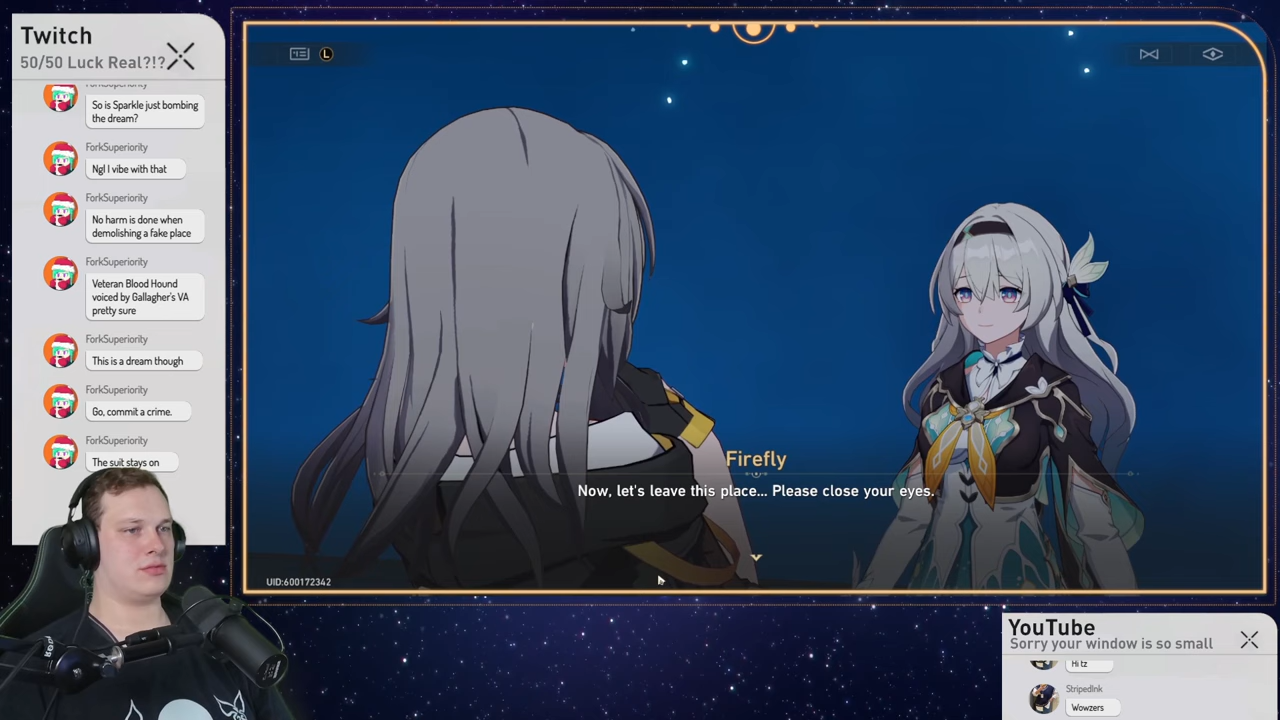 Twitch
50/50 Luck Real?!?
ForkSuperiority
So is Sparkle just bombing
the dream?
ForkSuperiority
Ngl I vibe with that
ForkSuperiority
No harm is done when
demolishing a fake place
ForkSuperiority
Veteran Blood Hound
voiced by Gallagher's VA
pretty sure
ForkSuperiority
This is a dream though
ForkSuperiority
Go, commit a crime.
ForkSuperiority
The suit stays on
L
Firefly
Now, let's leave this place... Please close your eyes.
UID:600172342
YouTube
Sorry your window is so small
Hi tz
StripedInk
Wowzers